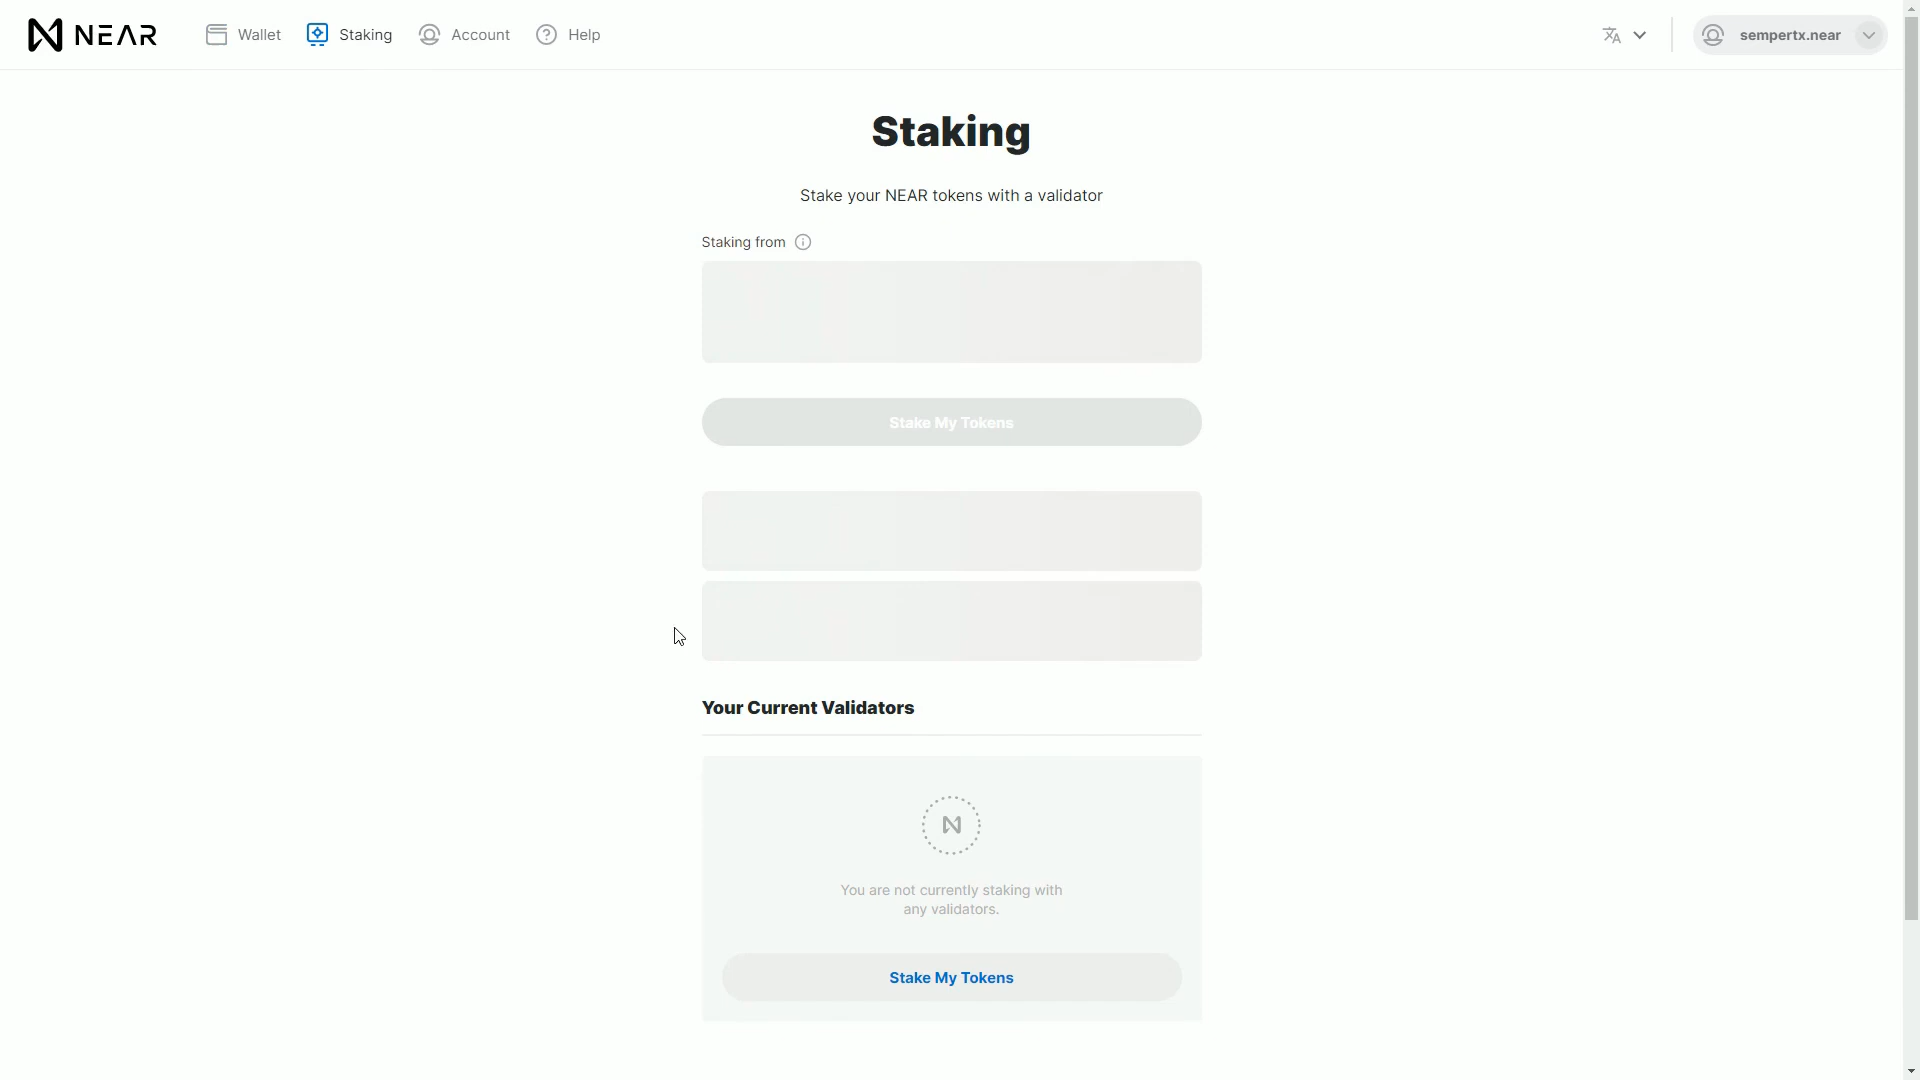 NEAR
Wallet
Staking
Account
Help
sempertx.near
Staking
Stake your NEAR tokens with a validator
Staking from
Stake My Tokens
Your Current Validators
You are not currently staking with
any validators.
Stake My Tokens